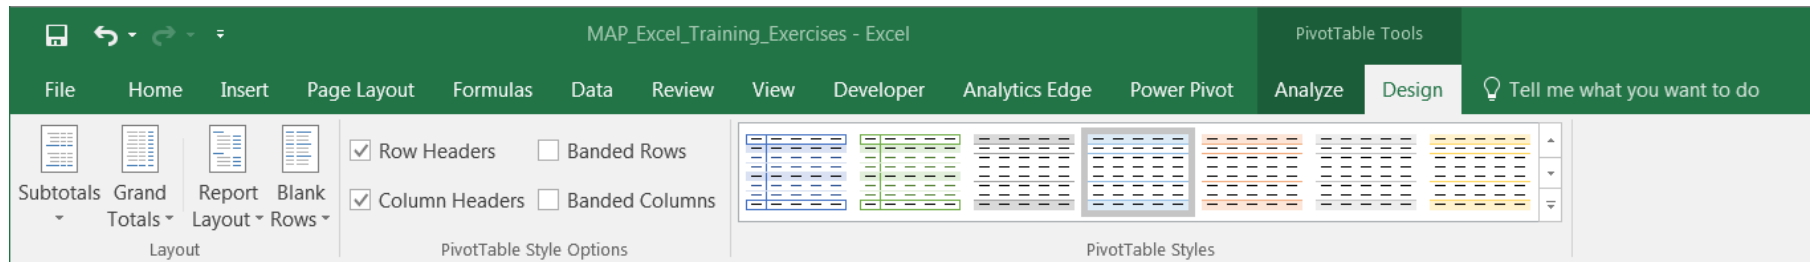 MAP_Excel_Training_Exercises - Excel
PivotTable Tools
File Home Insert Page Layout Formulas Data Review View Developer Analytics Edge Power Pivot Analyze Design Tell me what you want to do
Subtotals
Grand
Totals
Report
Layout
Blank
Rows
Layout
Row Headers
Banded Rows
Column Headers
Banded Columns
PivotTable Style Options
PivotTable Styles